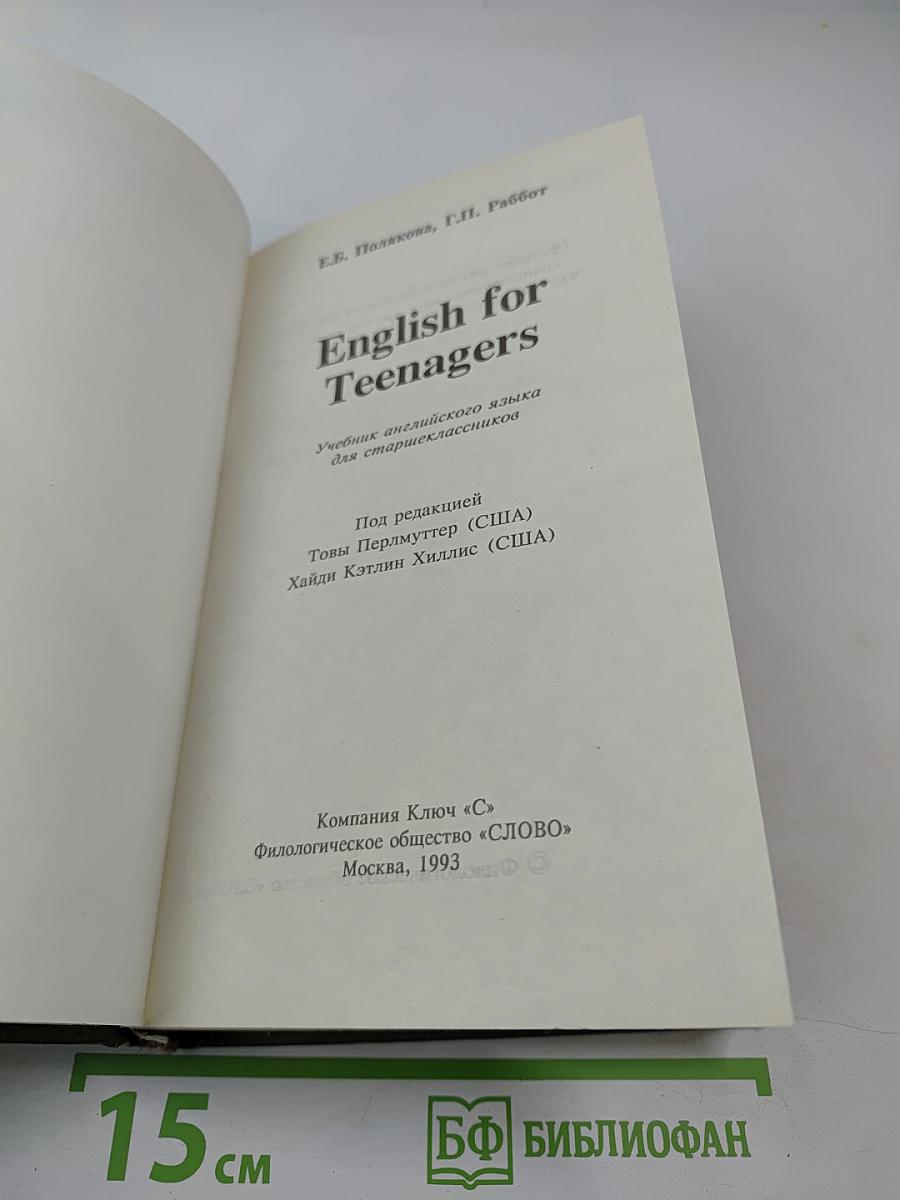 Е.Б. Полякова, Г.П. Раббот
English for
Teenagers
Учебник английского языка
для старшеклассников
Под редакцией
Товы Перлмуттер (США)
Хайди Кэтлин Хиллис (США)
Компания Ключ «С»
Филологическое общество «СЛОВО»
Москва, 1993
15 см
БФ БИБЛИОФАН